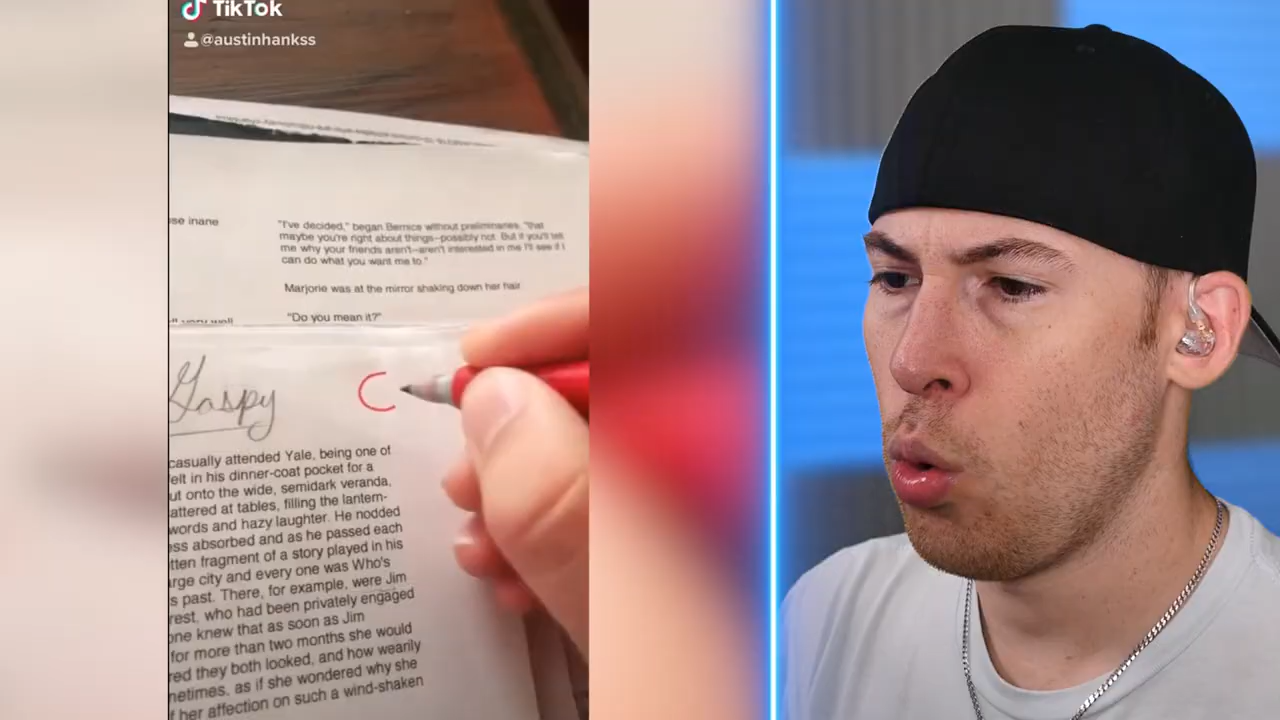 TikTok
@austinhankss
inane
"I've decided," began Bernice without preliminaries, "that
maybe you're right about things--possibly not. But if you'll tell
me why your friends aren't--aren't interested in me I'll see if I
can do what you want me to."
Marjorie was at the mirror shaking down her hair.
"Do you mean it?"
very well
Gaspy
C
casually attended Yale, being one of
felt in his dinner-coat pocket for a
ut onto the wide, semidark veranda,
attered at tables, filling the lantern-
words and hazy laughter. He nodded
ess absorbed and as he passed each
tten fragment of a story played in his
arge city and every one was Who's
s past. There, for example, were Jim
rest, who had been privately engaged
one knew that as soon as Jim
for more than two months she would
red they both looked, and how wearily
metimes, as if she wondered why she
f her affection on such a wind-shaken